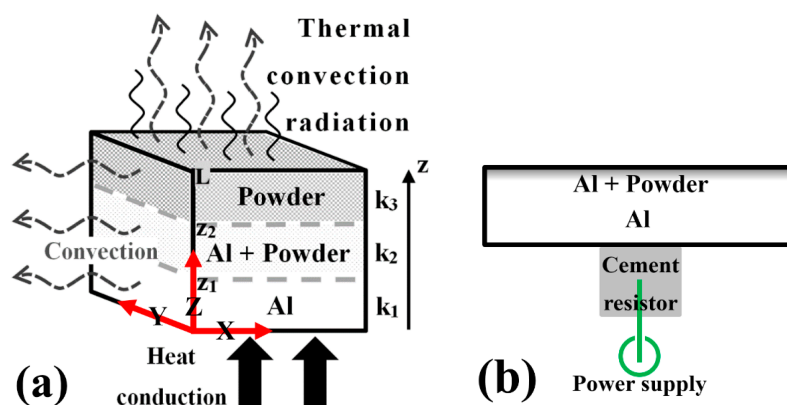 Thermal
convection
radiation
z
L
Powder
k₃
z₂
Convection
Al + Powder
k₂
z₁
Z
Al
k₁
Y
X
Heat
conduction
(a)
Al + Powder
Al
Cement
resistor
Power supply
(b)